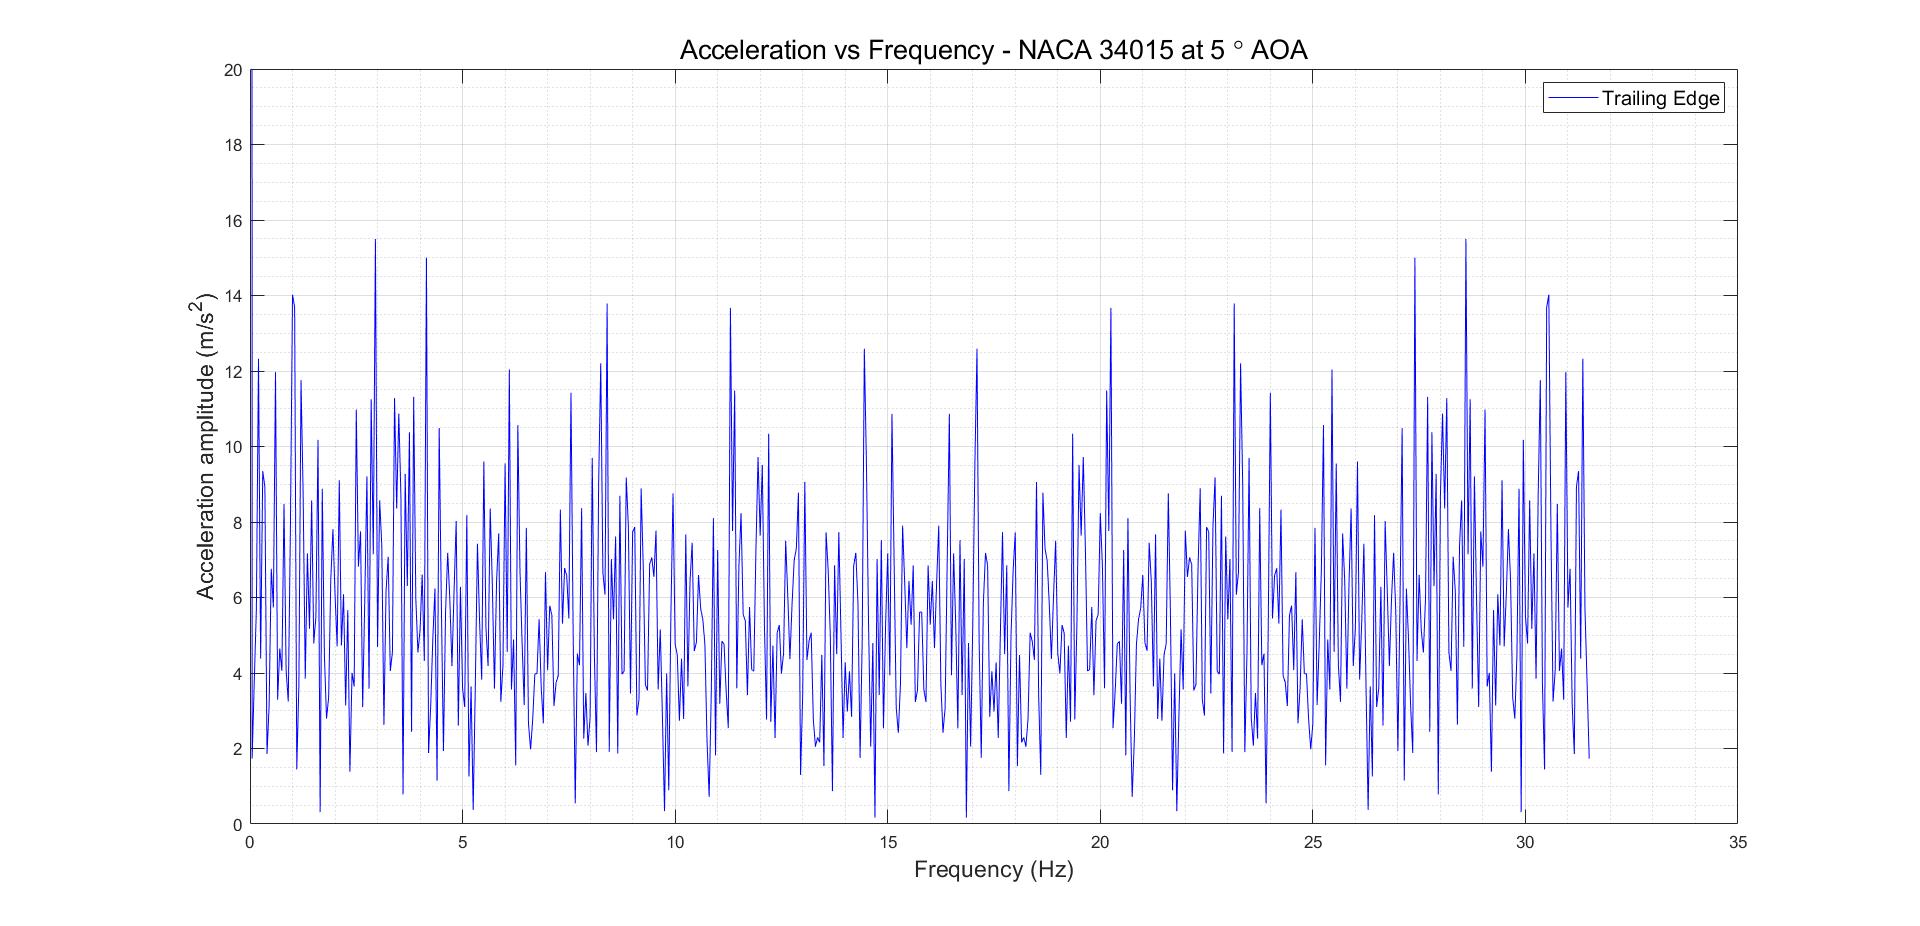 Acceleration vs Frequency - NACA 34015 at 5 ° AOA
Trailing Edge
20
18
16
14
12
10
8
6
4
2
0
Acceleration amplitude (m/s²)
0 5 10 15 20 25 30 35
Frequency (Hz)